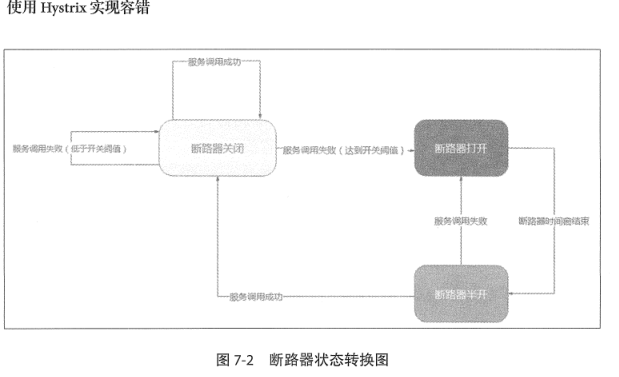 使用 Hystrix 实现容错
服务调用成功
服务调用失败（低于开关阈值）
断路器关闭
服务调用失败（达到开关阈值）
断路器打开
服务调用失败
断路器时间窗结束
服务调用成功
断路器半开
图 7-2 断路器状态转换图